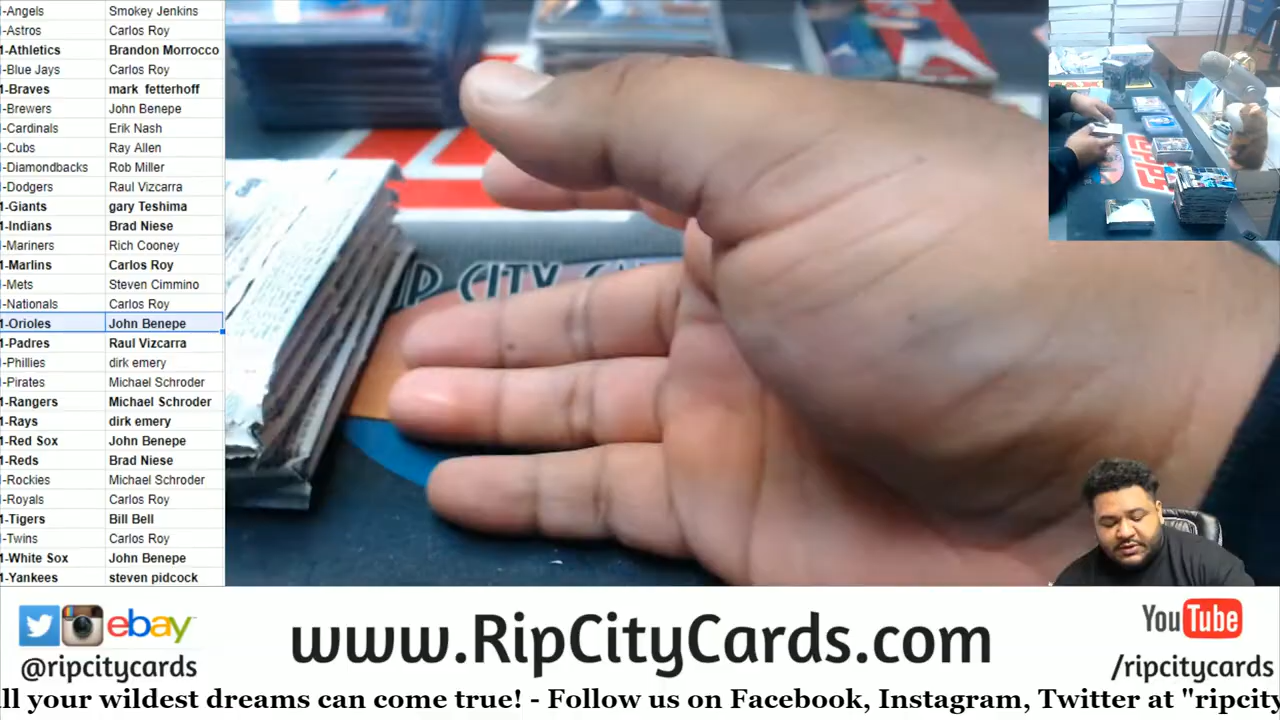 I-Angels Smokey Jenkins
I-Astros Carlos Roy
1-Athletics Brandon Morrocco
I-Blue Jays Carlos Roy
1-Braves mark fetterhoff
I-Brewers John Benepe
I-Cardinals Erik Nash
I-Cubs Ray Allen
I-Diamondbacks Rob Miller
I-Dodgers Raul Vizcarra
1-Giants gary Teshima
1-Indians Brad Niese
I-Mariners Rich Cooney
1-Marlins Carlos Roy
I-Mets Steven Cimmino
I-Nationals Carlos Roy
1-Orioles John Benepe
1-Padres Raul Vizcarra
I-Phillies dirk emery
I-Pirates Michael Schroder
1-Rangers Michael Schroder
1-Rays dirk emery
1-Red Sox John Benepe
1-Reds Brad Niese
I-Rockies Michael Schroder
I-Royals Carlos Roy
1-Tigers Bill Bell
I-Twins Carlos Roy
1-White Sox John Benepe
1-Yankees steven pidcock
IP CITY
ebay
@ripcitycards
www.RipCityCards.com
YouTube
/ripcitycards
ll your wildest dreams can come true! - Follow us on Facebook, Instagram, Twitter at "ripcity